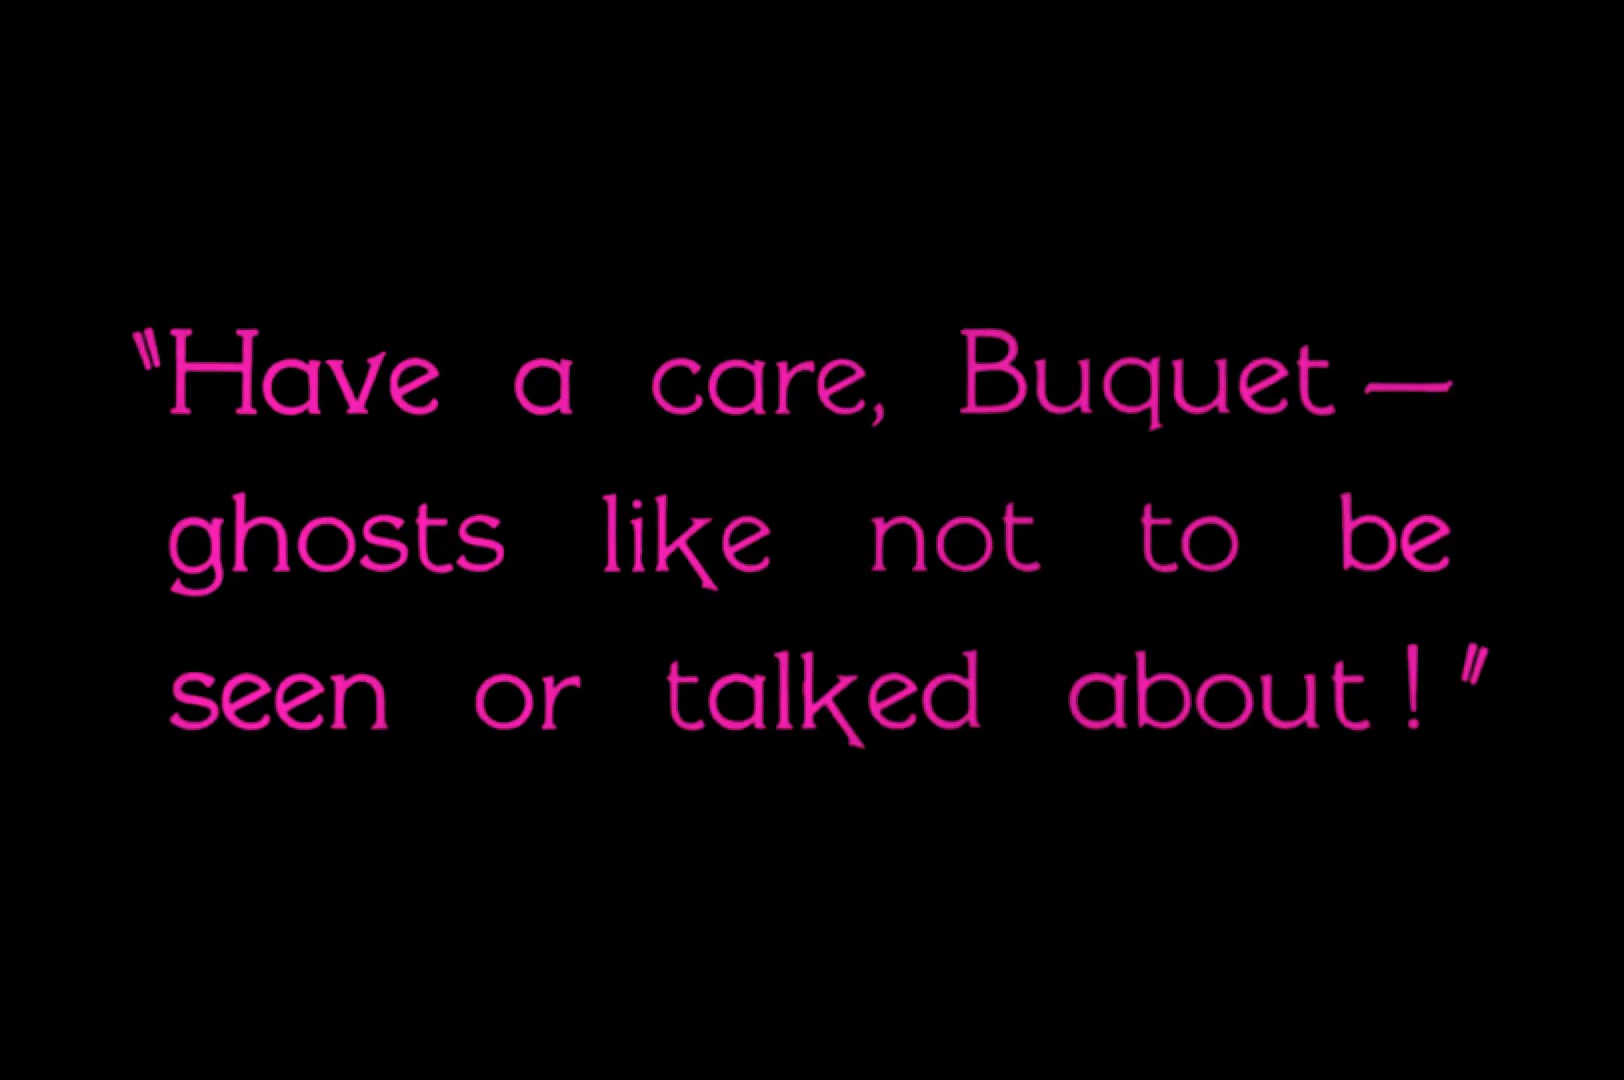 "Have a care, Buquet—
ghosts like not to be
seen or talked about!"